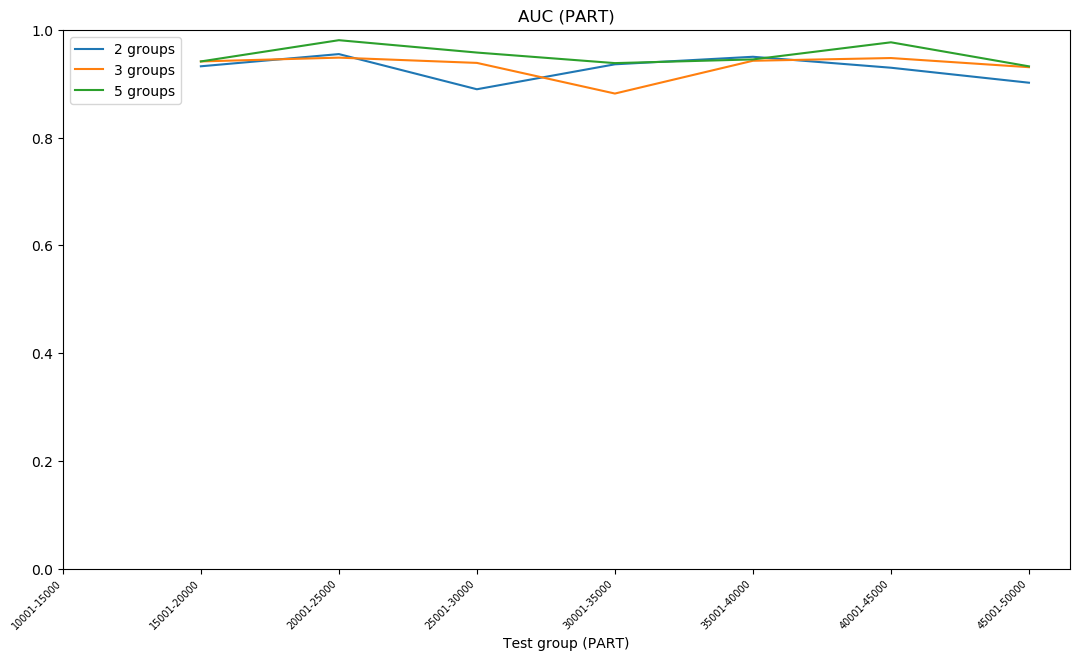 AUC (PART)
2 groups
3 groups
5 groups
1.0
0.8
0.6
0.4
0.2
0.0
10001-15000
15001-20000
20001-25000
25001-30000
30001-35000
35001-40000
40001-45000
45001-50000
Test group (PART)